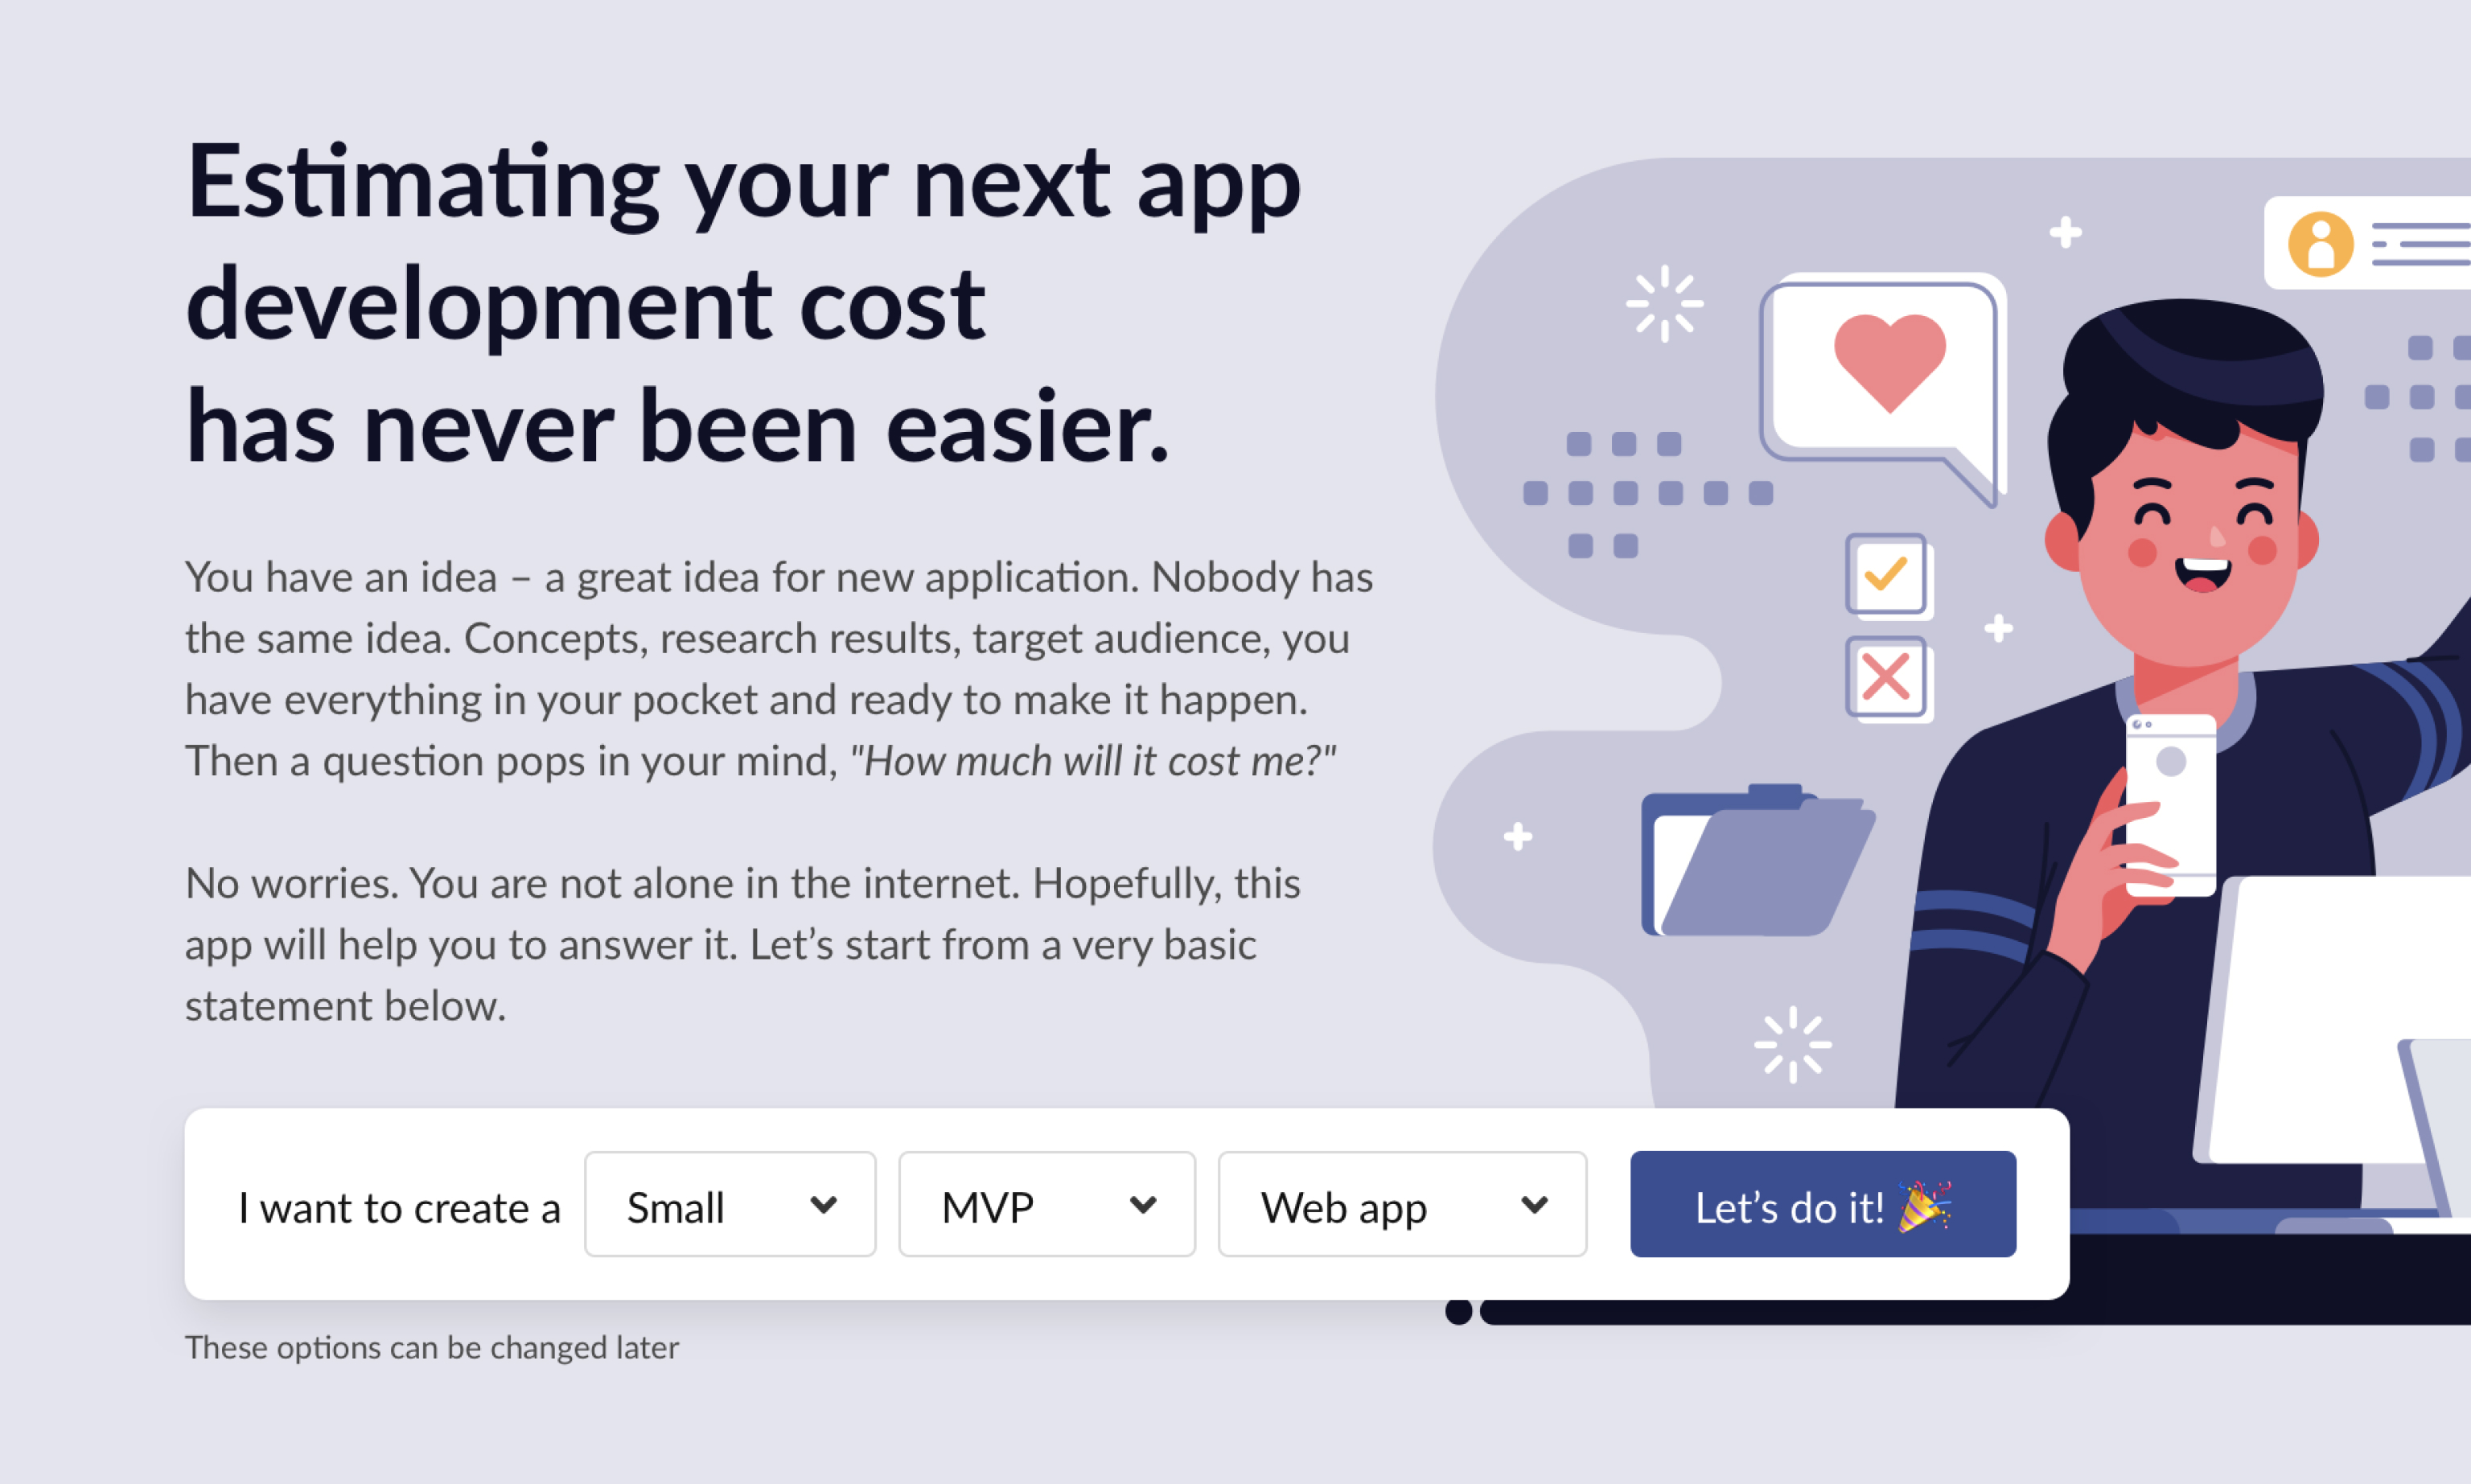 Estimating your next app
development cost
has never been easier.
You have an idea – a great idea for new application. Nobody has
the same idea. Concepts, research results, target audience, you
have everything in your pocket and ready to make it happen.
Then a question pops in your mind, "How much will it cost me?"
No worries. You are not alone in the internet. Hopefully, this
app will help you to answer it. Let’s start from a very basic
statement below.
I want to create a Small MVP Web app Let’s do it! 🎉
These options can be changed later